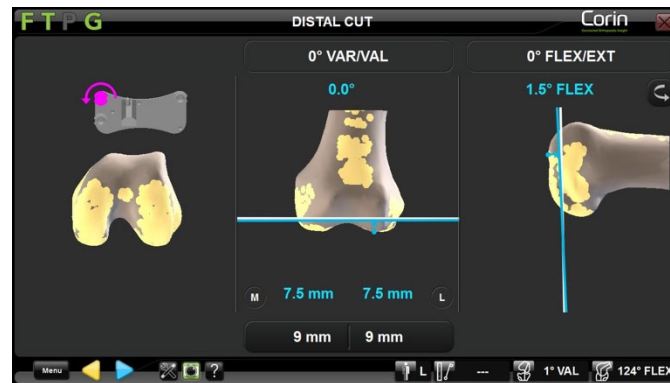 F T P G
DISTAL CUT
Corin
0° VAR/VAL
0° FLEX/EXT
0.0°
1.5° FLEX
M
7.5 mm
7.5 mm
L
9 mm
9 mm
Menu
?
L
---
1° VAL
124° FLEX